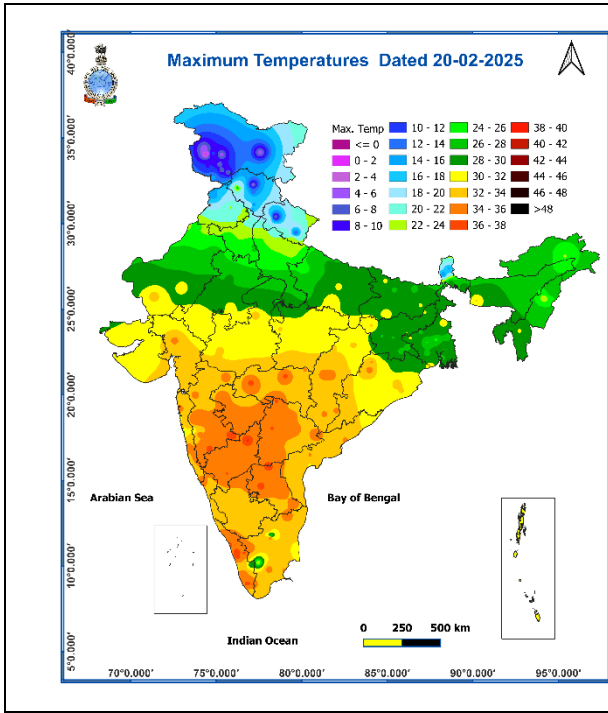 Maximum Temperatures Dated 20-02-2025
Max. Temp
<= 0
0 - 2
2 - 4
4 - 6
6 - 8
8 - 10
10 - 12
12 - 14
14 - 16
16 - 18
18 - 20
20 - 22
22 - 24
24 - 26
26 - 28
28 - 30
30 - 32
32 - 34
34 - 36
36 - 38
38 - 40
40 - 42
42 - 44
44 - 46
46 - 48
>48
40°0.000'
35°0.000'
30°0.000'
25°0.000'
20°0.000'
15°0.000'
10°0.000'
5°0.000'
Arabian Sea
Bay of Bengal
Indian Ocean
0 250 500 km
70°0.000' 75°0.000' 80°0.000' 85°0.000' 90°0.000' 95°0.000'